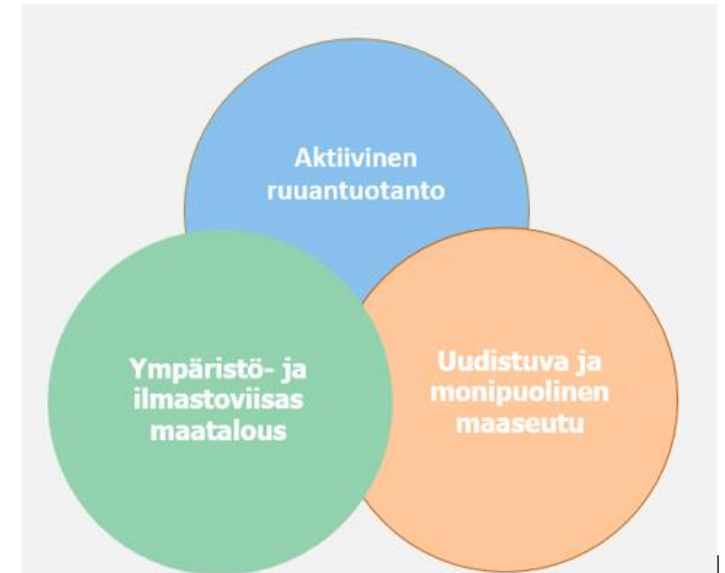 Aktiivinen
ruuantuotanto
Ympäristö- ja
ilmastoviisas
maatalous
Uudistuva ja
monipuolinen
maaseutu